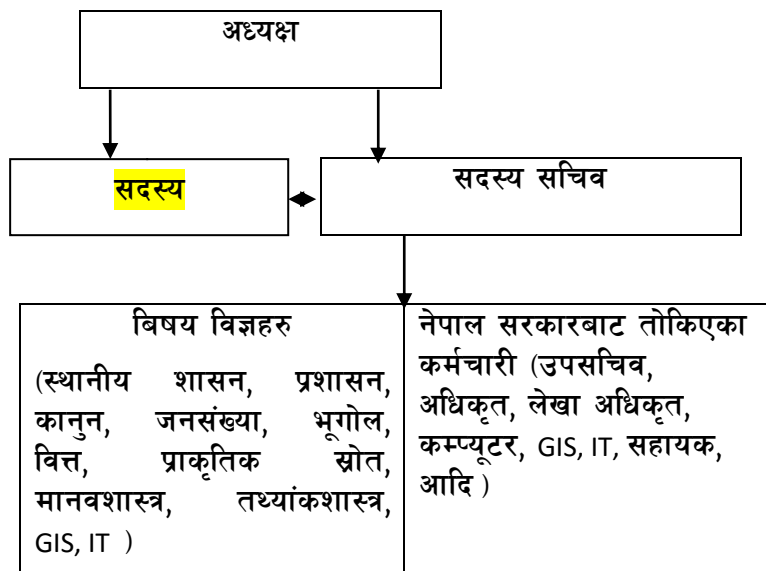 अध्यक्ष
सदस्य
सदस्य सचिव
बिषय विज्ञहरु
(स्थानीय शासन, प्रशासन,
कानुन, जनसंख्या, भूगोल,
वित्त, प्राकृतिक स्रोत,
मानवशास्त्र, तथ्यांकशास्त्र,
GIS, IT )
नेपाल सरकारबाट तोकिएका
कर्मचारी (उपसचिव,
अधिकृत, लेखा अधिकृत,
कम्प्यूटर, GIS, IT, सहायक,
आदि )